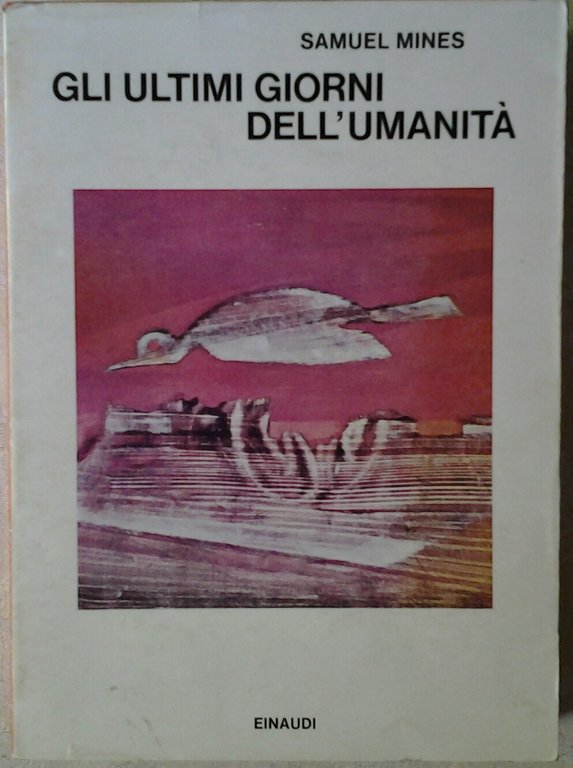 SAMUEL MINES
GLI ULTIMI GIORNI
DELL'UMANITÀ
EINAUDI